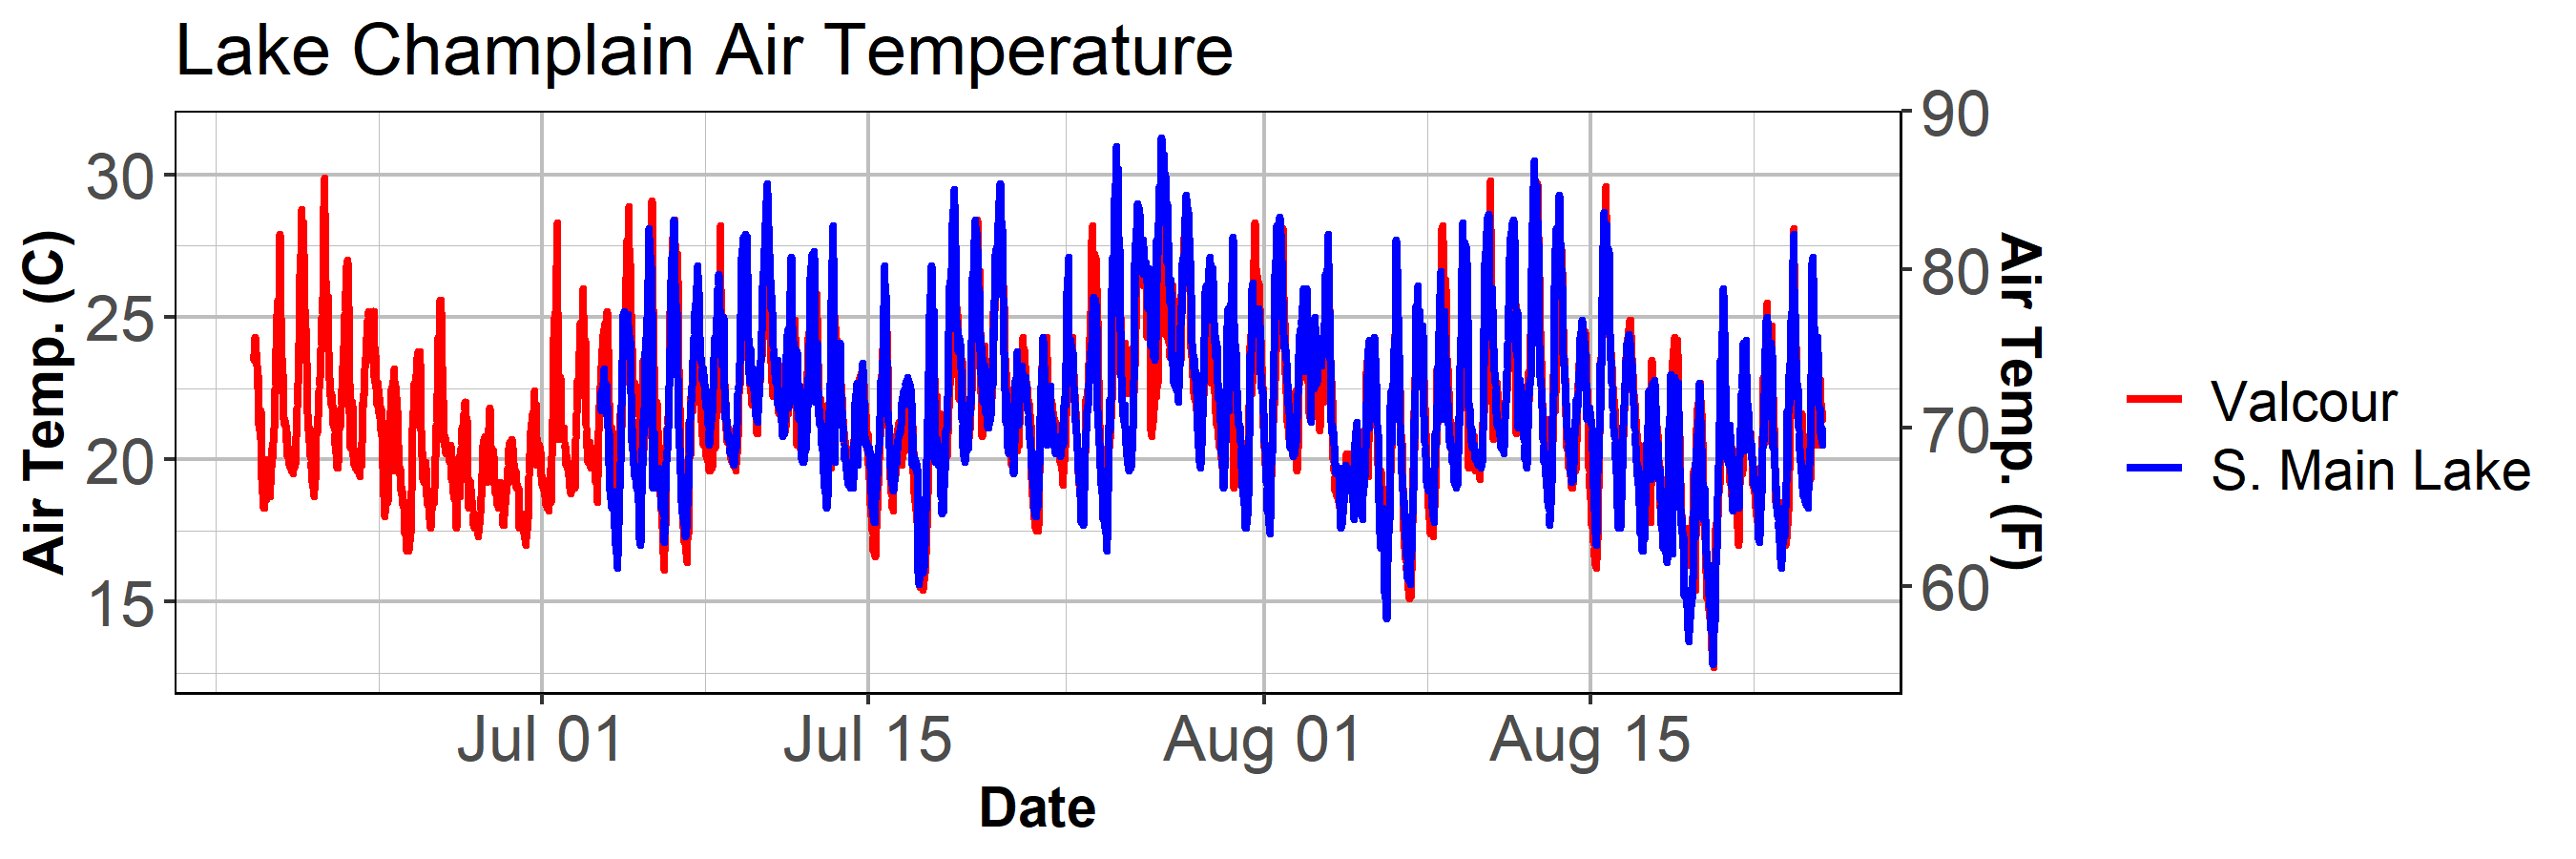 Lake Champlain Air Temperature
Air Temp. (C)
30
25
20
15
90
80
70
60
Air Temp. (F)
Jul 01
Jul 15
Aug 01
Aug 15
Date
Valcour
S. Main Lake